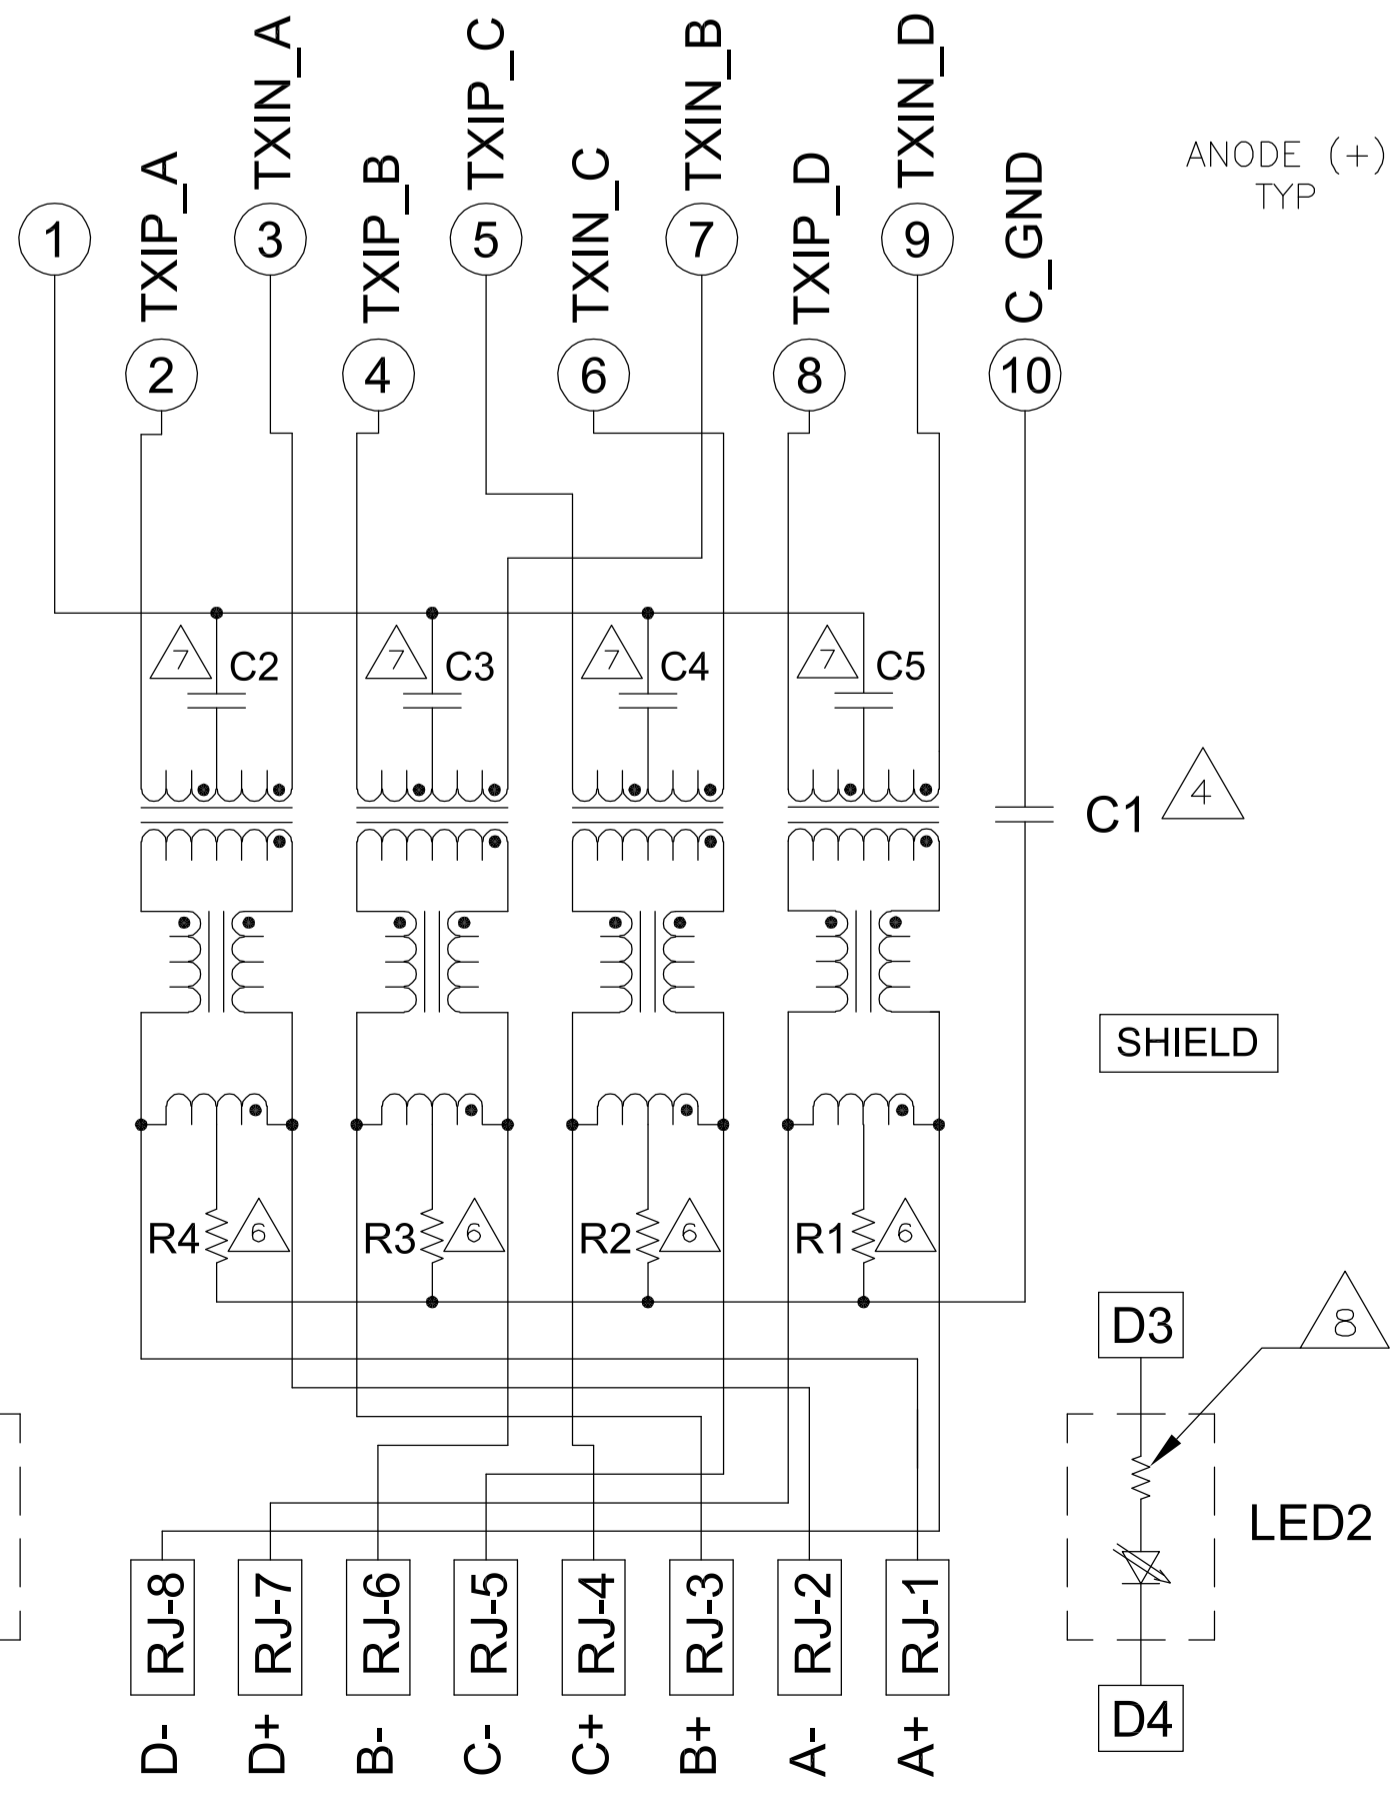 TXIP_A
TXIN_A
TXIP_B
TXIP_C
TXIN_C
TXIN_B
TXIP_D
TXIN_D
C_GND
ANODE (+)
TYP
1
3
5
7
9
2
4
6
8
10
7
C2
7
C3
7
C4
7
C5
C1
4
SHIELD
R4
6
R3
6
R2
6
R1
6
D3
8
LED2
D4
RJ-8
RJ-7
RJ-6
RJ-5
RJ-4
RJ-3
RJ-2
RJ-1
D-
D+
B-
C-
C+
B+
A-
A+